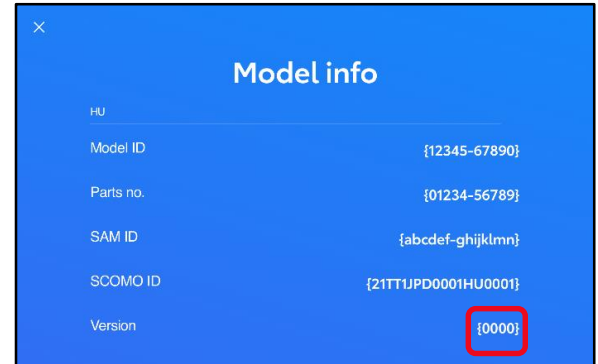 ×
Model info
HU
Model ID {12345-67890}
Parts no. {01234-56789}
SAM ID {abcdef-ghijklmn}
SCOMO ID {21TT1JPD0001HU0001}
Version {0000}